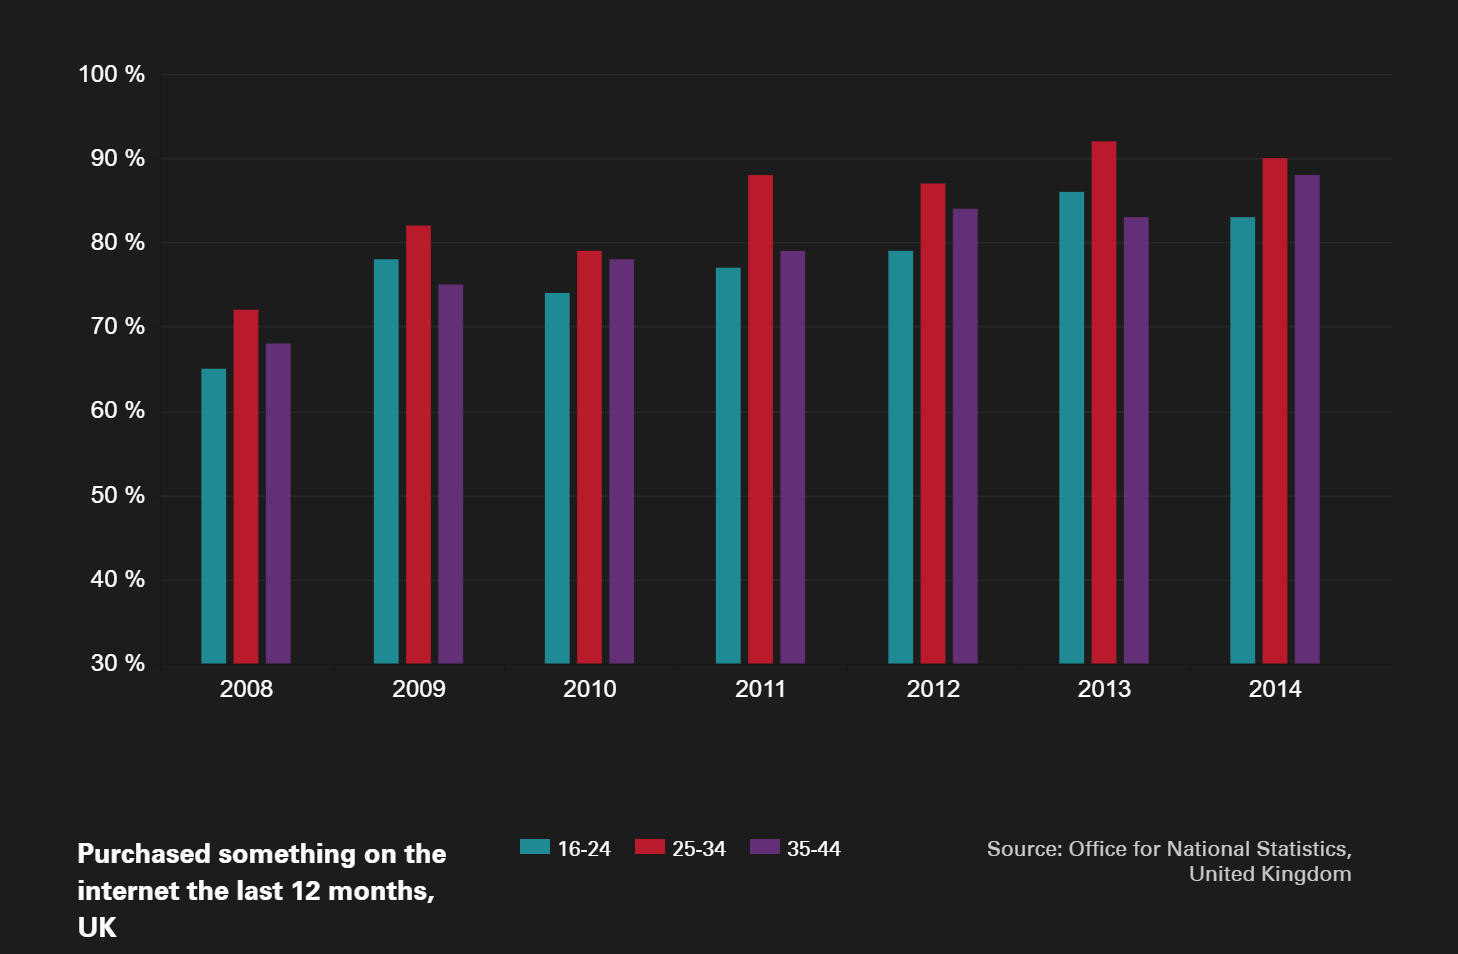 100 %
90 %
80 %
70 %
60 %
50 %
40 %
30 %
2008 2009 2010 2011 2012 2013 2014
Purchased something on the
internet the last 12 months,
UK
16-24 25-34 35-44
Source: Office for National Statistics,
United Kingdom